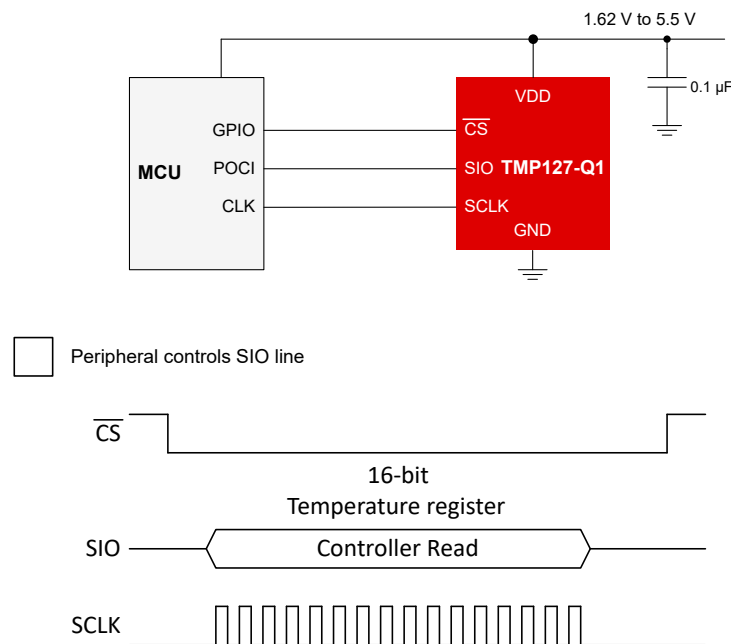 1.62 V to 5.5 V
0.1 µF
VDD
GPIO
CS
MCU
POCI
SIO
TMP127-Q1
CLK
SCLK
GND
Peripheral controls SIO line
CS
16-bit
Temperature register
SIO
Controller Read
SCLK